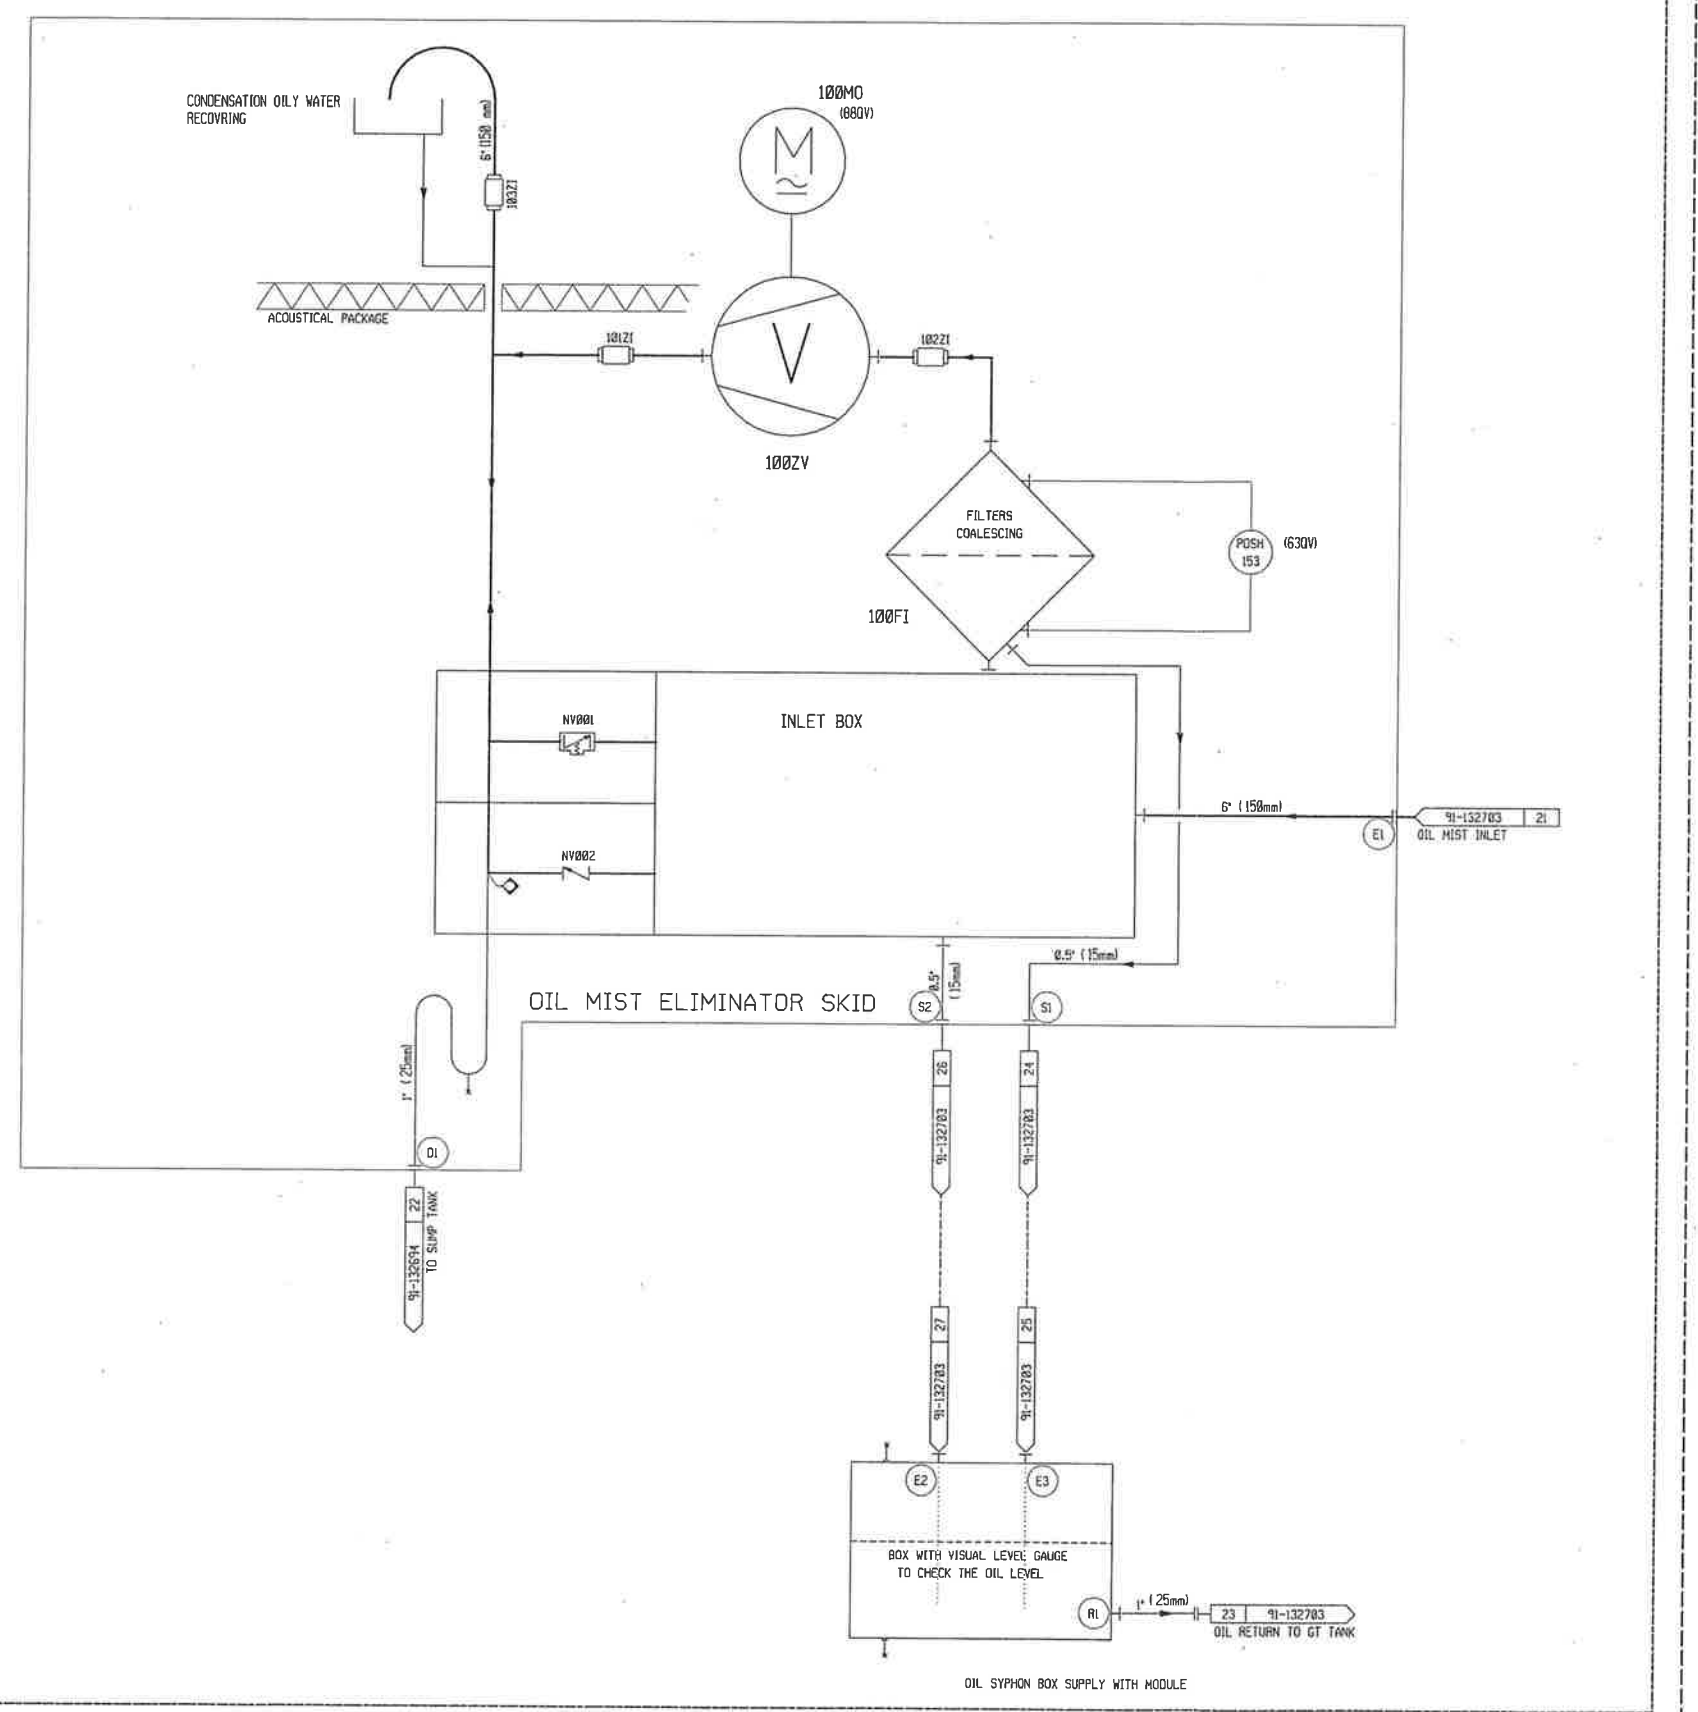 CONDENSATION OILY WATER
RECOVRING
6" (150 mm)
103ZI
100MO
(88QV)
M
ACOUSTICAL PACKAGE
101ZI
102ZI
V
100ZV
FILTERS
COALESCING
PDSH
153
(63QV)
100FI
NV001
INLET BOX
NV002
6" (150mm)
E1
91-132703 21
OIL MIST INLET
0.5" (15mm)
0.5"
(15mm)
OIL MIST ELIMINATOR SKID
S2
S1
1" (25mm)
D1
26
91-132703
24
91-132703
22
91-132694
TO SUMP TANK
27
91-132703
25
91-132703
E2
E3
BOX WITH VISUAL LEVEL GAUGE
TO CHECK THE OIL LEVEL
R1
1" (25mm)
23 91-132703
OIL RETURN TO GT TANK
OIL SYPHON BOX SUPPLY WITH MODULE